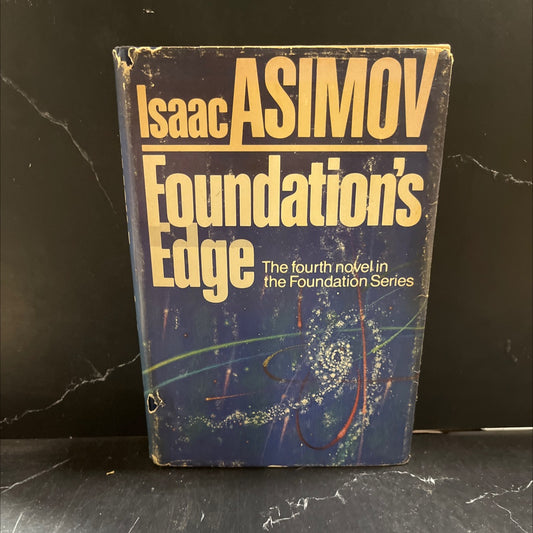 Isaac ASIMOV
Foundation's
Edge
The fourth novel in
the Foundation Series